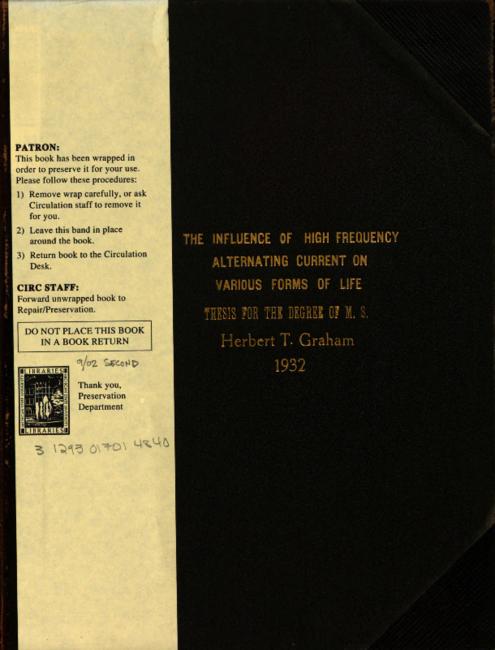 PATRON:
This book has been wrapped in
order to preserve it for your use.
Please follow these procedures:
1) Remove wrap carefully, or ask
Circulation staff to remove it
for you.
2) Leave this band in place
around the book.
3) Return book to the Circulation
Desk.
CIRC STAFF:
Forward unwrapped book to
Repair/Preservation.
DO NOT PLACE THIS BOOK
IN A BOOK RETURN
9/02 SECOND
LIBRARIES
Thank you,
Preservation
Department
LIBRARIES
3 1293 01701 4840
THE INFLUENCE OF HIGH FREQUENCY
ALTERNATING CURRENT ON
VARIOUS FORMS OF LIFE
THESIS FOR THE DEGREE OF M. S.
Herbert T. Graham
1932